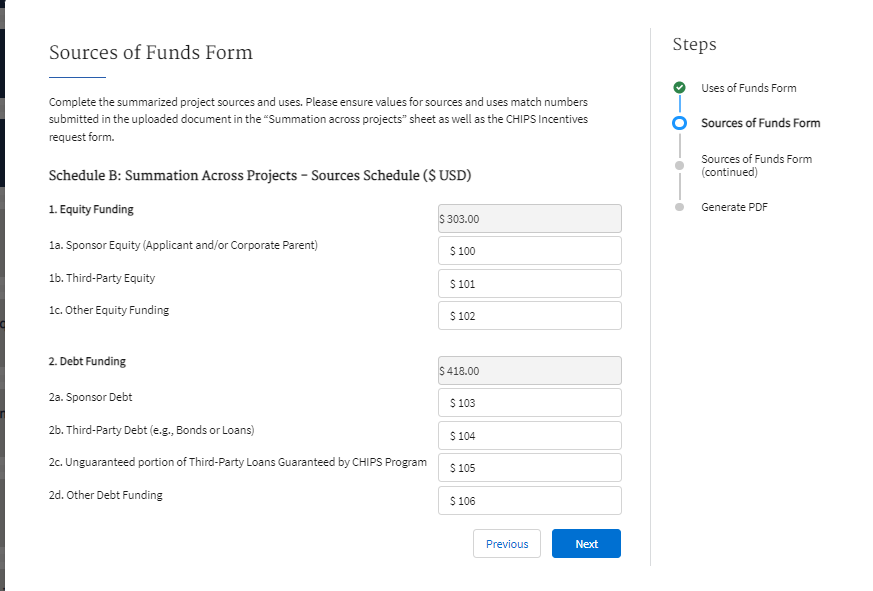 Sources of Funds Form
Complete the summarized project sources and uses. Please ensure values for sources and uses match numbers
submitted in the uploaded document in the “Summation across projects” sheet as well as the CHIPS Incentives
request form.
Schedule B: Summation Across Projects – Sources Schedule ($ USD)
1. Equity Funding
$ 303.00
1a. Sponsor Equity (Applicant and/or Corporate Parent)
$ 100
1b. Third-Party Equity
$ 101
1c. Other Equity Funding
$ 102
2. Debt Funding
$ 418.00
2a. Sponsor Debt
$ 103
2b. Third-Party Debt (e.g., Bonds or Loans)
$ 104
2c. Unguaranteed portion of Third-Party Loans Guaranteed by CHIPS Program
$ 105
2d. Other Debt Funding
$ 106
Previous
Next
Steps
Uses of Funds Form
Sources of Funds Form
Sources of Funds Form
(continued)
Generate PDF